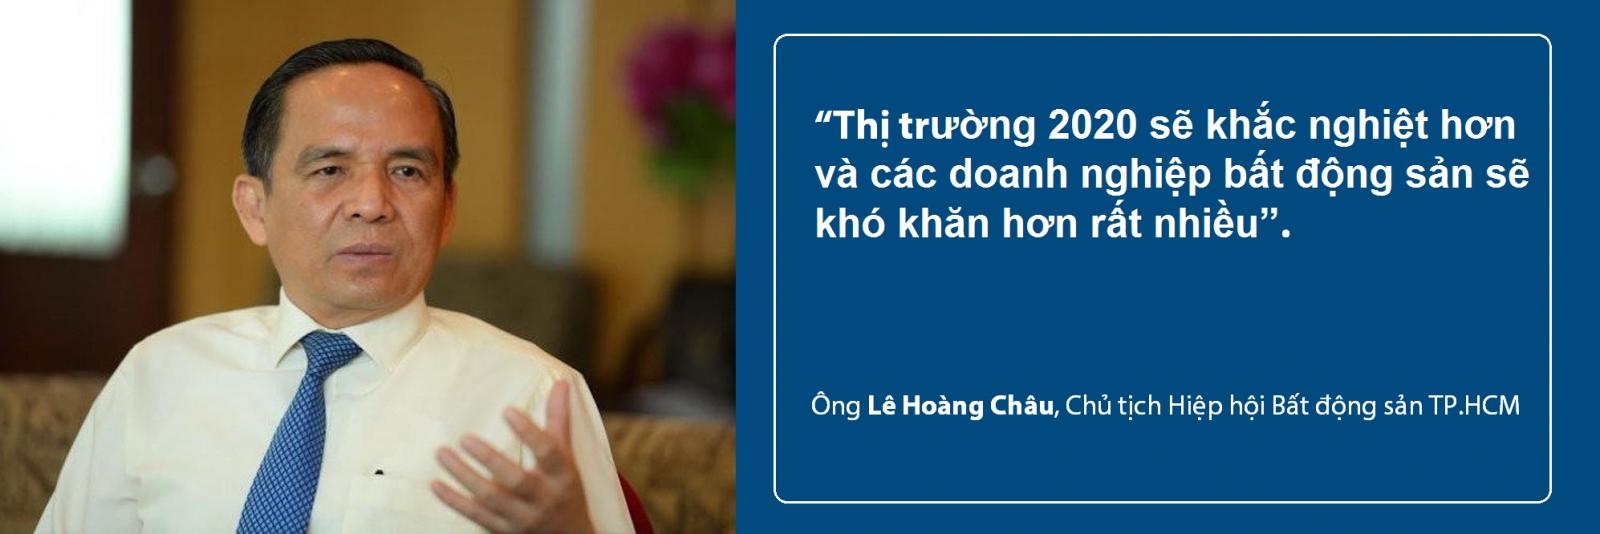 “Thị trường 2020 sẽ khắc nghiệt hơn
và các doanh nghiệp bất động sản sẽ
khó khăn hơn rất nhiều”.
Ông Lê Hoàng Châu, Chủ tịch Hiệp hội Bất động sản TP.HCM